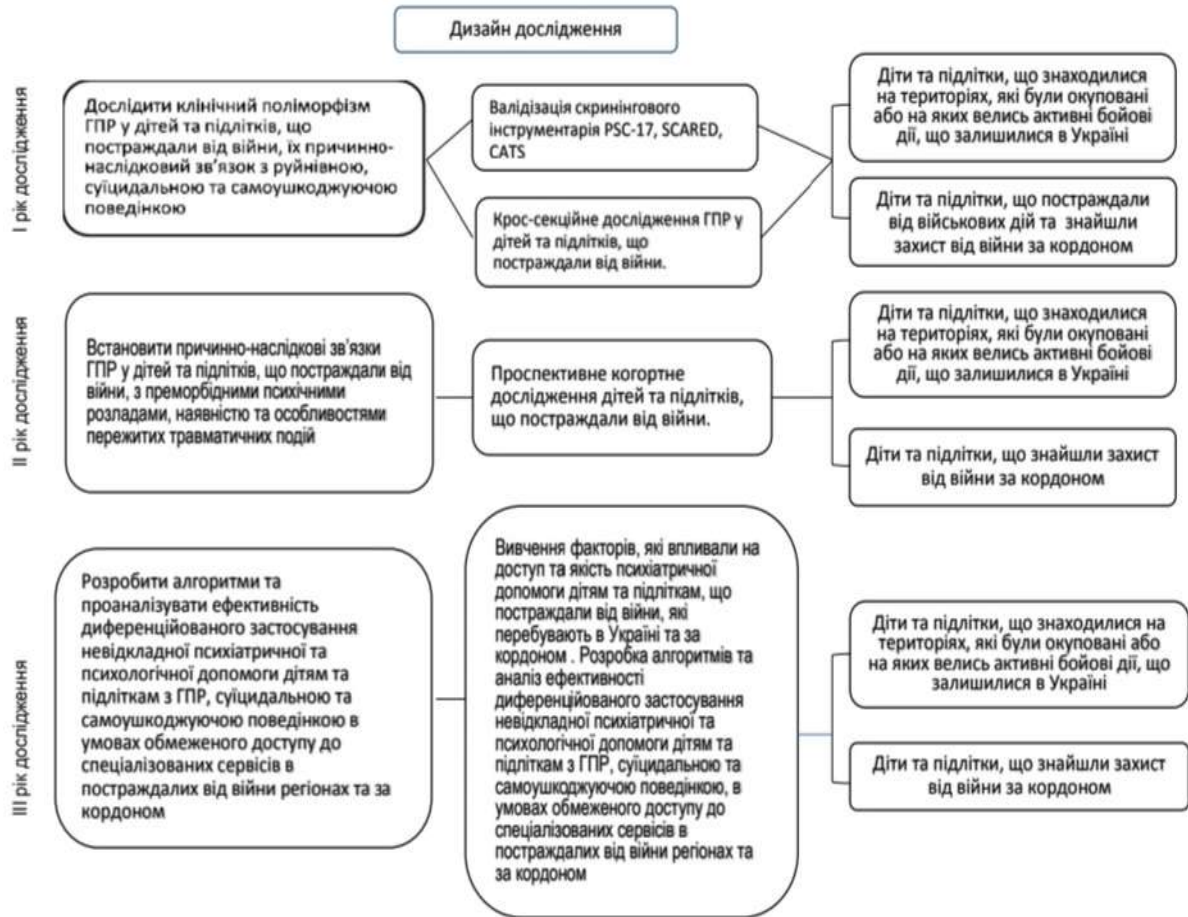 Дизайн дослідження
I рік дослідження
Дослідити клінічний поліморфізм
ГПР у дітей та підлітків, що
постраждали від війни, їх причинно-
наслідковий зв’язок з руйнівною,
суїцидальною та самоушкоджуючою
поведінкою
Валідізація скринінгового
інструментарія PSC-17, SCARED,
CATS
Крос-секційне дослідження ГПР у
дітей та підлітків, що
постраждали від війни.
Діти та підлітки, що знаходилися
на територіях, які були окуповані
або на яких велись активні бойові
дії, що залишилися в Україні
Діти та підлітки, що постраждали
від військових дій та знайшли
захист від війни за кордоном
II рік дослідження
Встановити причинно-наслідкові зв’язки
ГПР у дітей та підлітків, що постраждали від
війни, з преморбідними психічними
розладами, наявністю та особливостями
пережитих травматичних подій
Проспективне когортне
дослідження дітей та підлітків,
що постраждали від війни.
Діти та підлітки, що знаходилися
на територіях, які були окуповані
або на яких велись активні бойові
дії, що залишилися в Україні
Діти та підлітки, що знайшли захист
від війни за кордоном
III рік дослідження
Розробити алгоритми та
проаналізувати ефективність
диференційованого застосування
невідкладної психіатричної та
психологічної допомоги дітям та
підліткам з ГПР, суїцидальною та
самоушкоджуючою поведінкою в
умовах обмеженого доступу до
спеціалізованих сервісів в
постраждалих від війни регіонах та за
кордоном
Вивчення факторів, які впливали на
доступ та якість психіатричної
допомоги дітям та підліткам, що
постраждали від війни, які
перебувають в Україні та за
кордоном . Розробка алгоритмів та
аналіз ефективності
диференційованого застосування
невідкладної психіатричної та
психологічної допомоги дітям та
підліткам з ГПР, суїцидальною та
самоушкоджуючою поведінкою, в
умовах обмеженого доступу до
спеціалізованих сервісів в
постраждалих від війни регіонах та
за кордоном
Діти та підлітки, що знаходилися на
територіях, які були окуповані або
на яких велись активні бойові дії, що
залишилися в Україні
Діти та підлітки, що знайшли захист
від війни за кордоном